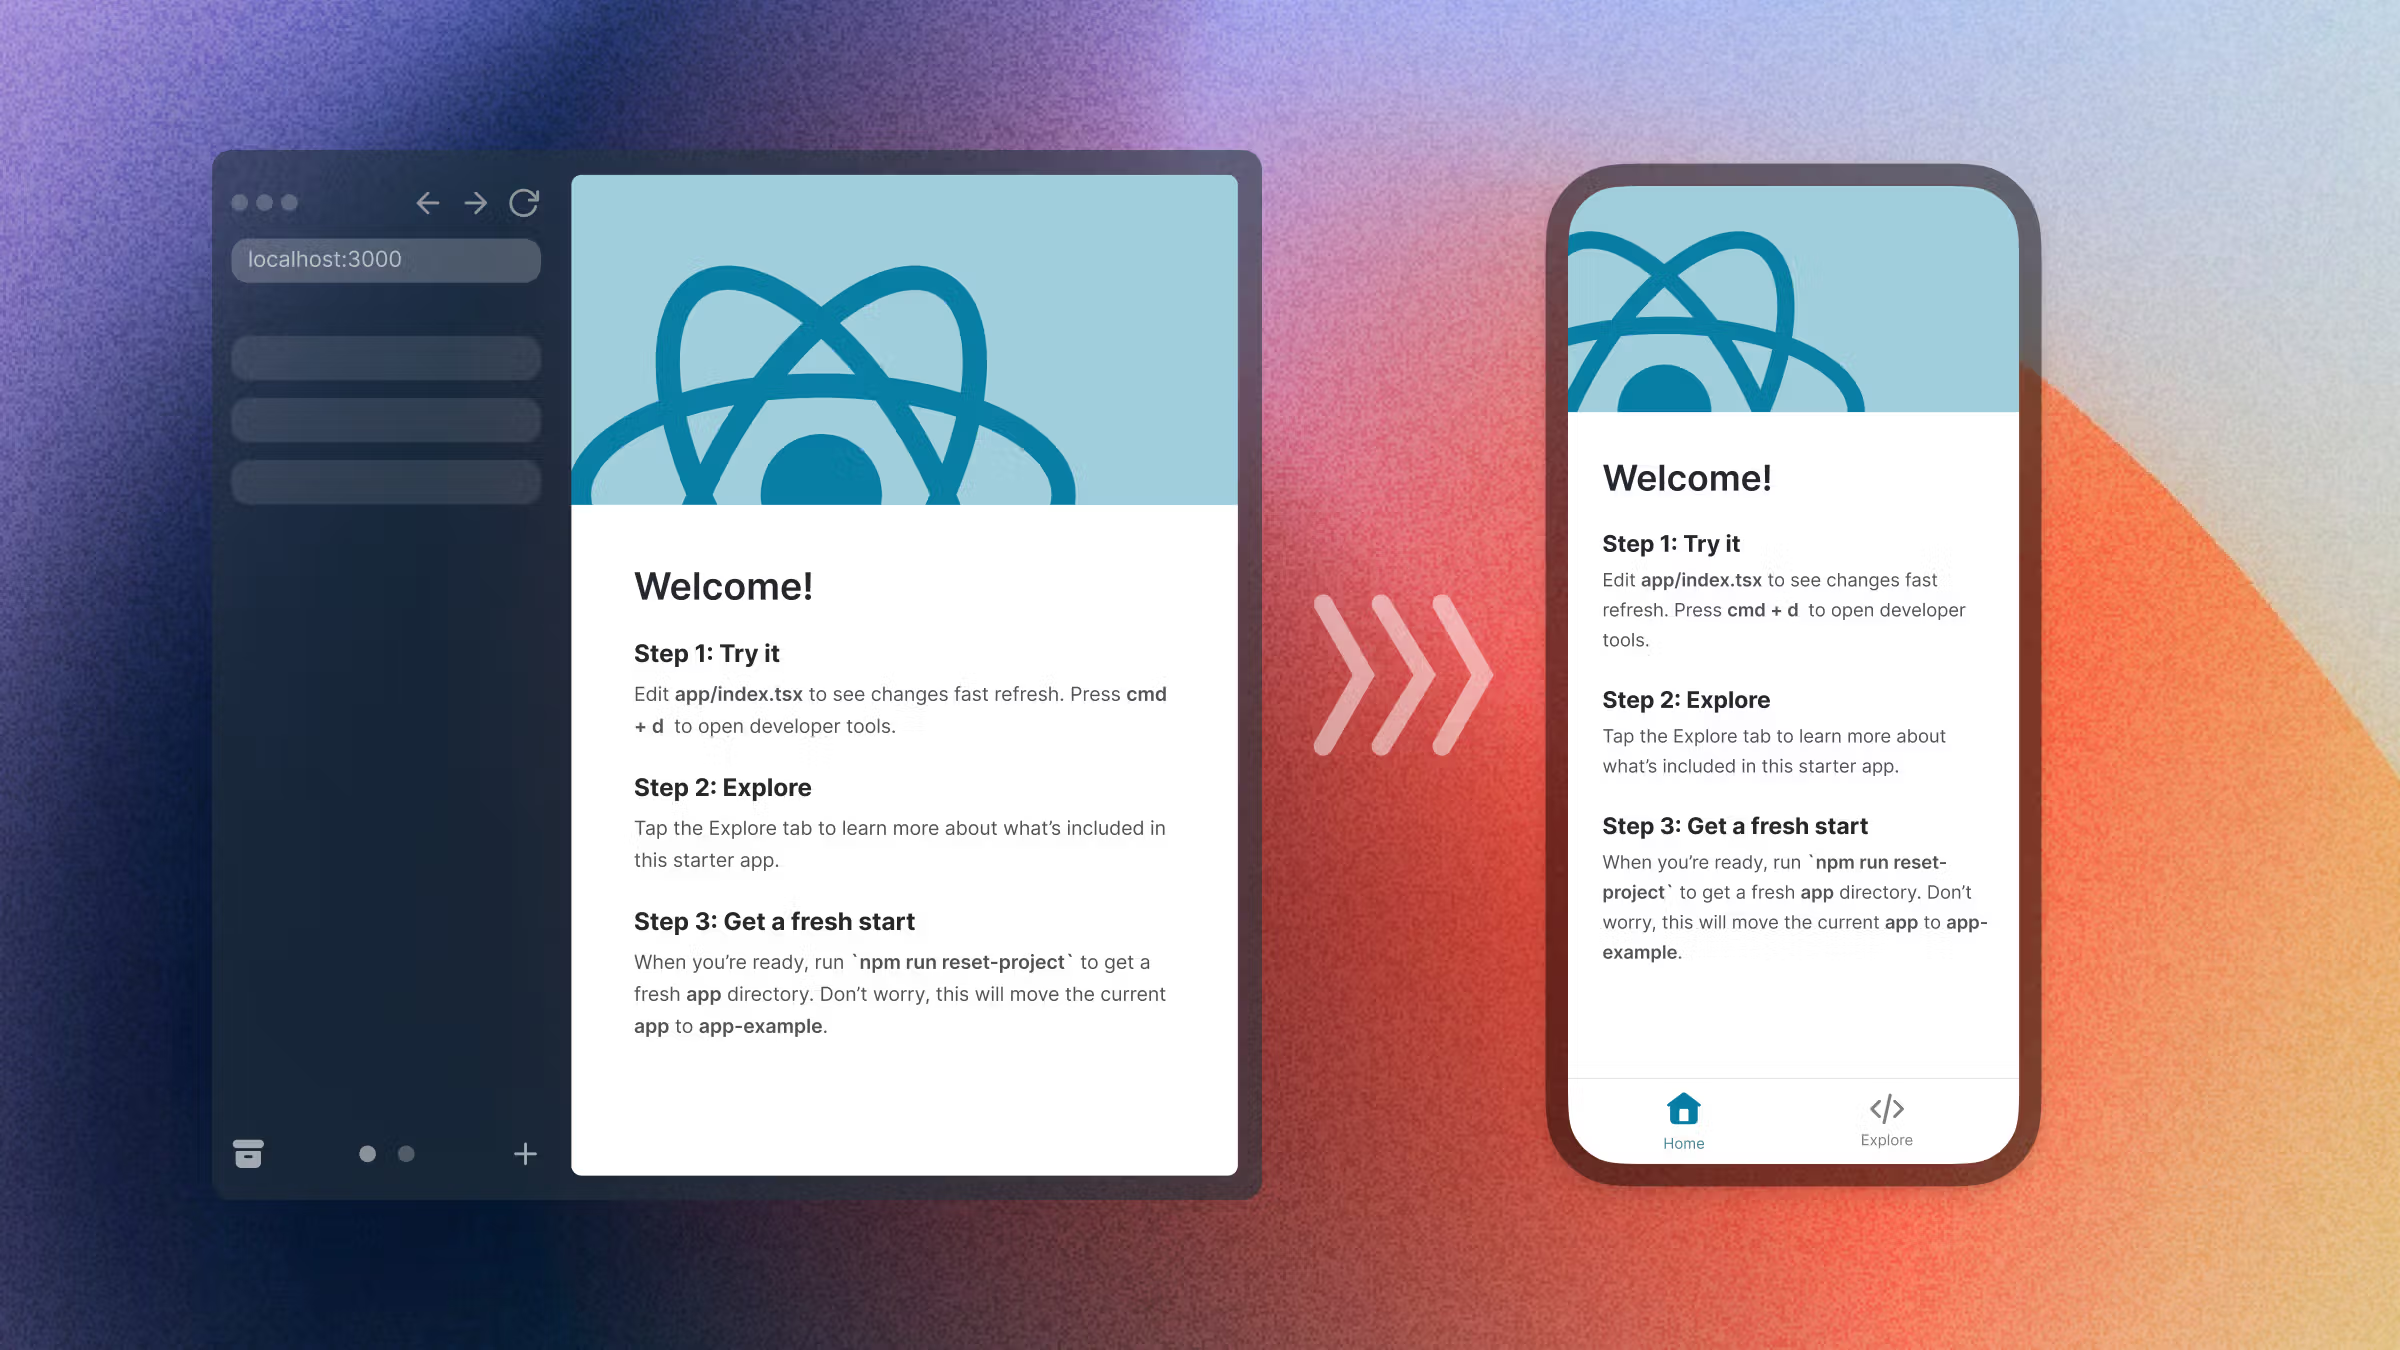 localhost:3000
Welcome!
Step 1: Try it
Edit app/index.tsx to see changes fast refresh. Press cmd
+ d to open developer tools.
Step 2: Explore
Tap the Explore tab to learn more about what’s included in
this starter app.
Step 3: Get a fresh start
When you’re ready, run `npm run reset-project` to get a
fresh app directory. Don’t worry, this will move the current
app to app-example.
Welcome!
Step 1: Try it
Edit app/index.tsx to see changes fast
refresh. Press cmd + d to open developer
tools.
Step 2: Explore
Tap the Explore tab to learn more about
what’s included in this starter app.
Step 3: Get a fresh start
When you’re ready, run `npm run reset-
project` to get a fresh app directory. Don’t
worry, this will move the current app to app-
example.
Home
Explore